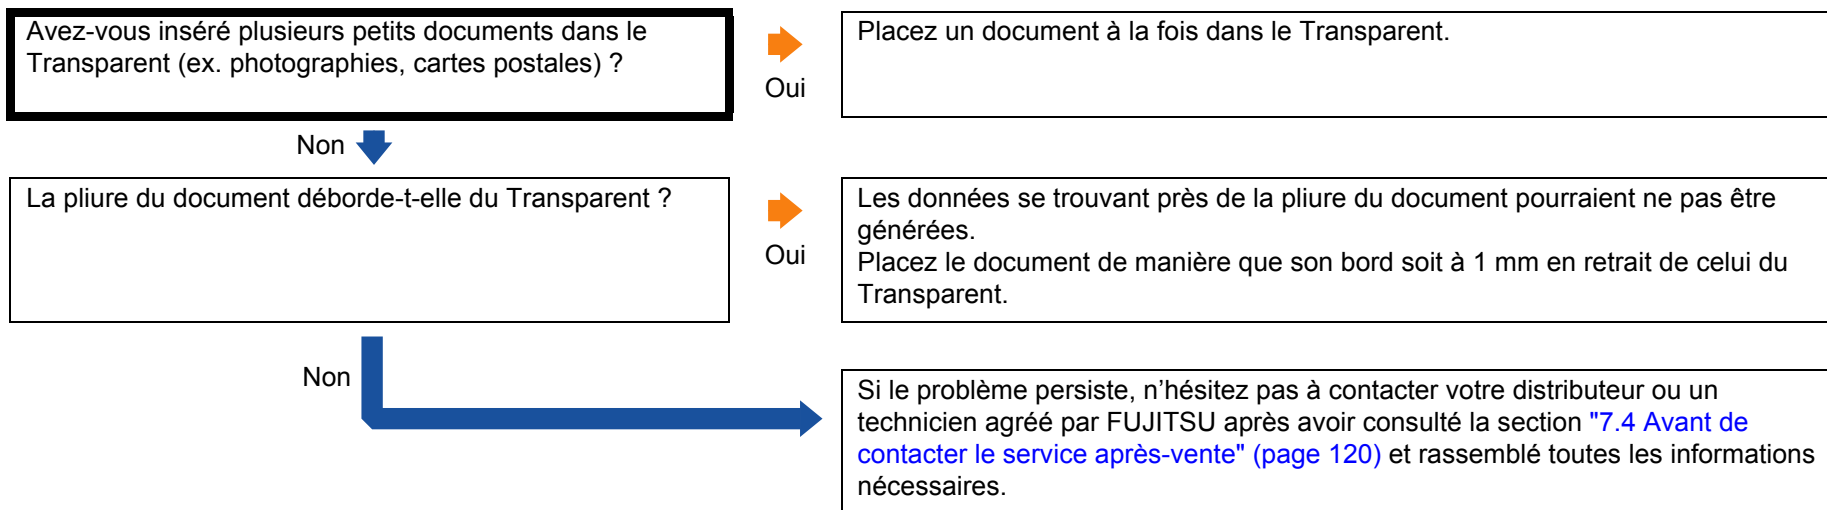 Avez-vous inséré plusieurs petits documents dans le
Transparent (ex. photographies, cartes postales) ?
Oui
Placez un document à la fois dans le Transparent.
Non
La pliure du document déborde-t-elle du Transparent ?
Oui
Les données se trouvant près de la pliure du document pourraient ne pas être
générées.
Placez le document de manière que son bord soit à 1 mm en retrait de celui du
Transparent.
Non
Si le problème persiste, n’hésitez pas à contacter votre distributeur ou un
technicien agréé par FUJITSU après avoir consulté la section "7.4 Avant de
contacter le service après-vente" (page 120) et rassemblé toutes les informations
nécessaires.